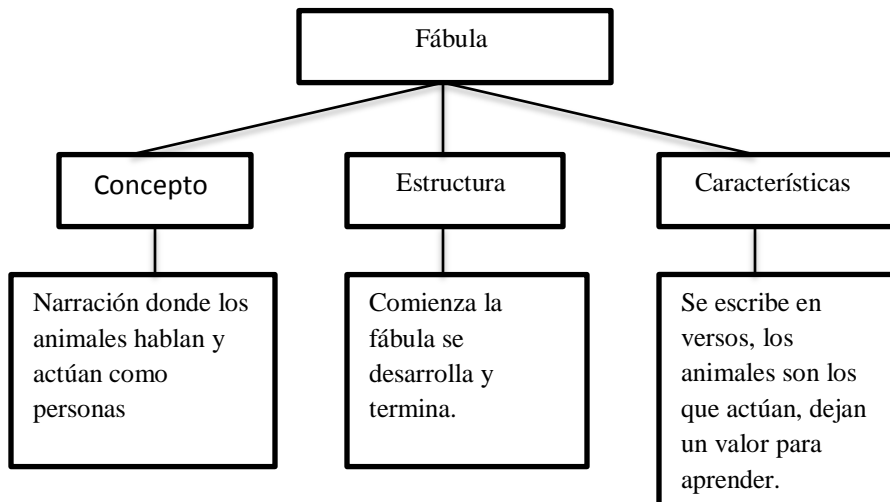 Fábula
Concepto
Estructura
Características
Narración donde los
animales hablan y
actúan como
personas
Comienza la
fábula se
desarrolla y
termina.
Se escribe en
versos, los
animales son los
que actúan, dejan
un valor para
aprender.